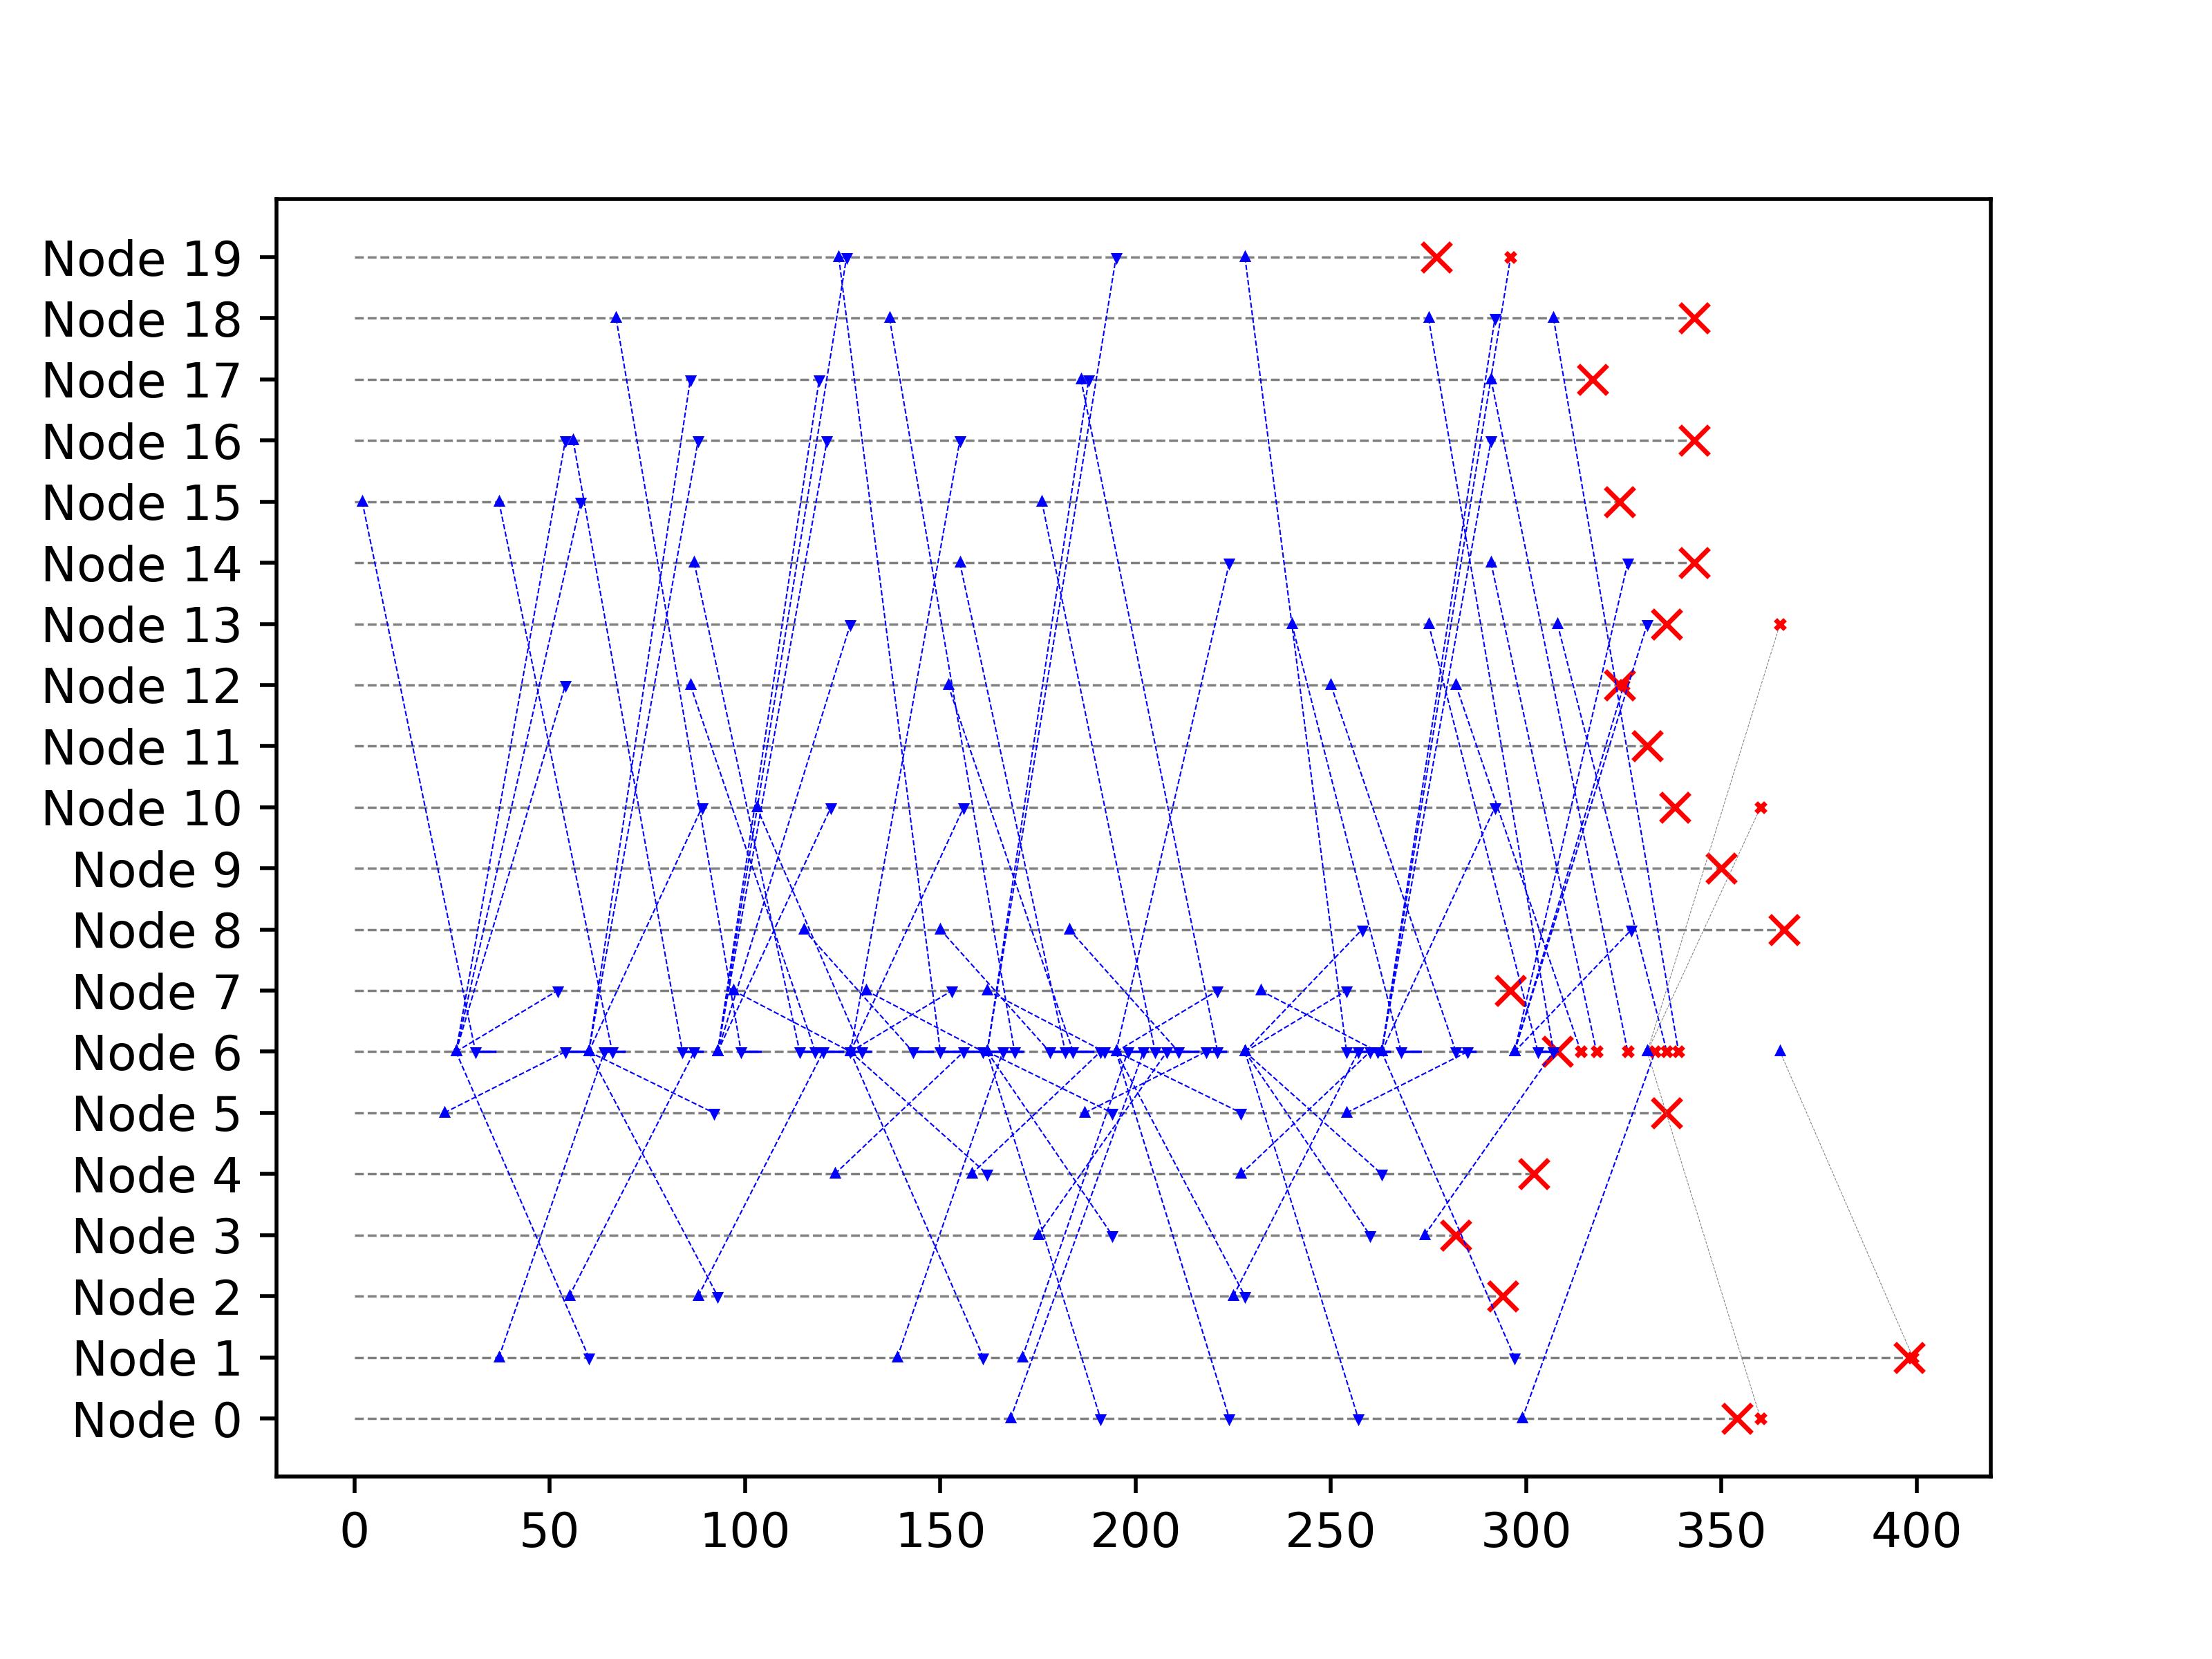 Node 19
Node 18
Node 17
Node 16
Node 15
Node 14
Node 13
Node 12
Node 11
Node 10
Node 9
Node 8
Node 7
Node 6
Node 5
Node 4
Node 3
Node 2
Node 1
Node 0
0 50 100 150 200 250 300 350 400